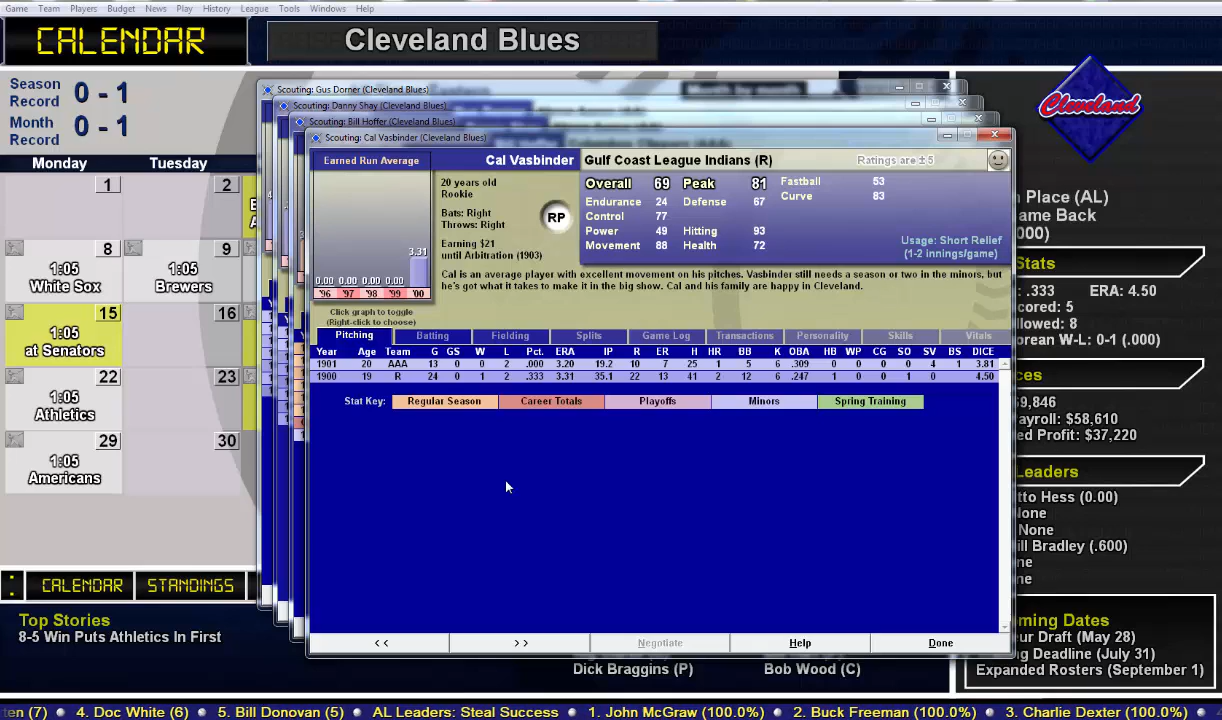 Game Team Players Budget News Play History League Tools Windows Help
CALENDAR
Cleveland Blues
Season Record 0 - 1
Month Record 0 - 1
Cleveland
Monday Tuesday
1 2
8 9
1:05 White Sox
1:05 Brewers
15 16
1:05 at Senators
22 23
1:05 Athletics
29 30
1:05 Americans
Scouting: Gus Dorner (Cleveland Blues)
Scouting: Danny Shay (Cleveland Blues)
Scouting: Bill Hoffer (Cleveland Blues)
Scouting: Cal Vasbinder (Cleveland Blues)
Earned Run Average
Cal Vasbinder
Gulf Coast League Indians (R)
Ratings are ± 5
0.00 0.00 0.00 0.00 3.31
'96 '97 '98 '99 '00
Click graph to toggle
(Right-click to choose)
20 years old
Rookie
Bats: Right
Throws: Right
Earning $21
until Arbitration (1903)
RP
Overall 69 Peak 81
Endurance 24 Defense 67
Control 77
Power 49 Hitting 93
Movement 88 Health 72
Fastball 53
Curve 83
Usage: Short Relief
(1-2 innings/game)
Cal is an average player with excellent movement on his pitches. Vasbinder still needs a season or two in the minors, but
he's got what it takes to make it in the big show. Cal and his family are happy in Cleveland.
Pitching Batting Fielding Splits Game Log Transactions Personality Skills Vitals
Year Age Team G GS W L Pct. ERA IP R ER H HR BB K OBA HB WP CG SO SV BS DICE
1901 20 AAA 13 0 0 2 .000 3.20 19.2 10 7 25 1 5 6 .309 0 0 0 0 4 1 3.81
1900 19 R 24 0 1 2 .333 3.31 35.1 22 13 41 2 12 6 .247 1 0 0 1 0 4.50
Stat Key: Regular Season Career Totals Playoffs Minors Spring Training
<< >> Negotiate Help Done
n Place (AL)
ame Back
000)
Stats
: .333 ERA: 4.50
cored: 5
llowed: 8
orean W-L: 0-1 (.000)
ces
9,846
ayroll: $58,610
ed Profit: $37,220
Leaders
tto Hess (0.00)
None
None
ill Bradley (.600)
ne
ne
CALENDAR STANDINGS
Top Stories
8-5 Win Puts Athletics In First
Dick Braggins (P)
Bob Wood (C)
ming Dates
eur Draft (May 28)
ng Deadline (July 31)
Expanded Rosters (September 1)
ten (7) 4. Doc White (6) 5. Bill Donovan (5) AL Leaders: Steal Success 1. John McGraw (100.0%) 2. Buck Freeman (100.0%) 3. Charlie Dexter (100.0%)